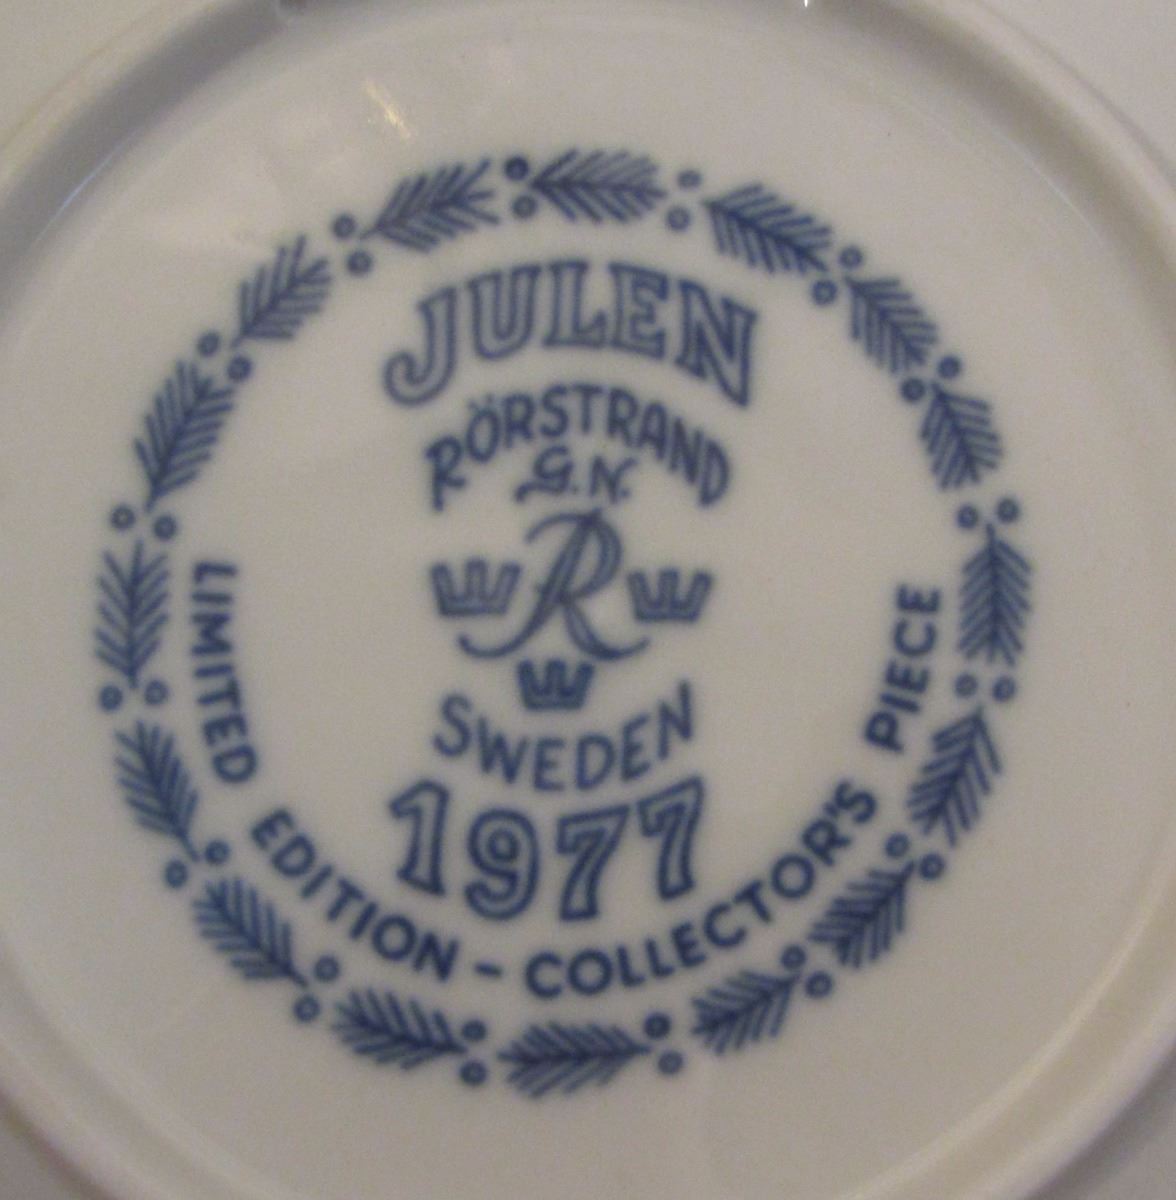 JULEN
RÖRSTRAND
G.N.
R
SWEDEN
1977
LIMITED EDITION - COLLECTOR'S PIECE